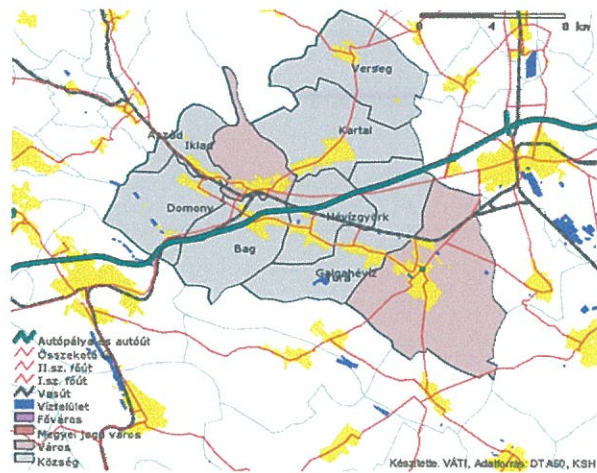 0 4 8 km
Verseg
Kartal
Aszód
Iklad
Domony
Hévízgyörk
Bag
Galgahévíz
Tura
Autópálya és autóút
Összekötő út
II.sz. főút
I.sz. főút
Vasút
Vízfelület
Főváros
Megyei jogú város
Város
Község
Készítette: VÁTI, Adatforrás: DTA50, KSH